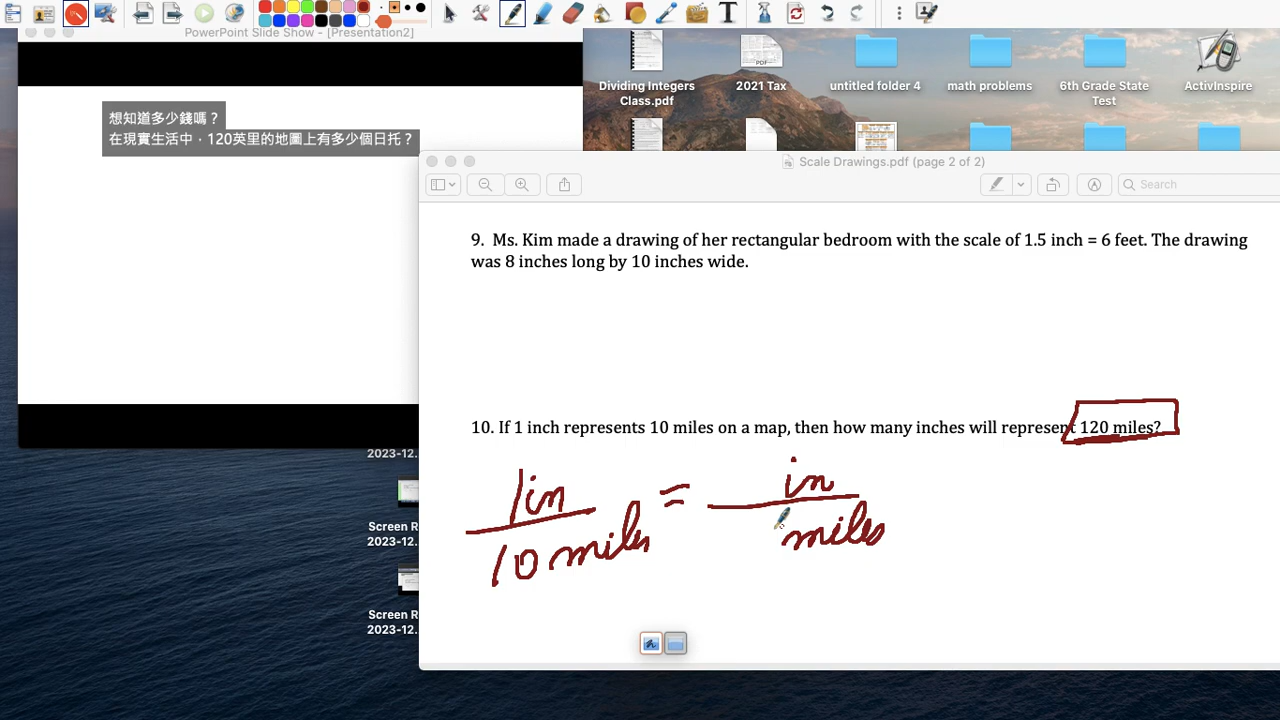 PowerPoint Slide Show - [Presentation2]
想知道多少錢嗎？
在現實生活中，120英里的地圖上有多少個日托？
Dividing Integers
Class.pdf
PDF
2021 Tax
untitled folder 4
math problems
6th Grade State
Test
ActivInspire
Scale Drawings.pdf (page 2 of 2)
Search
9. Ms. Kim made a drawing of her rectangular bedroom with the scale of 1.5 inch = 6 feet. The drawing
was 8 inches long by 10 inches wide.
10. If 1 inch represents 10 miles on a map, then how many inches will represent 120 miles?
1in = in
10 miles miles
2023-12.
Screen R
2023-12.
Screen R
2023-12.